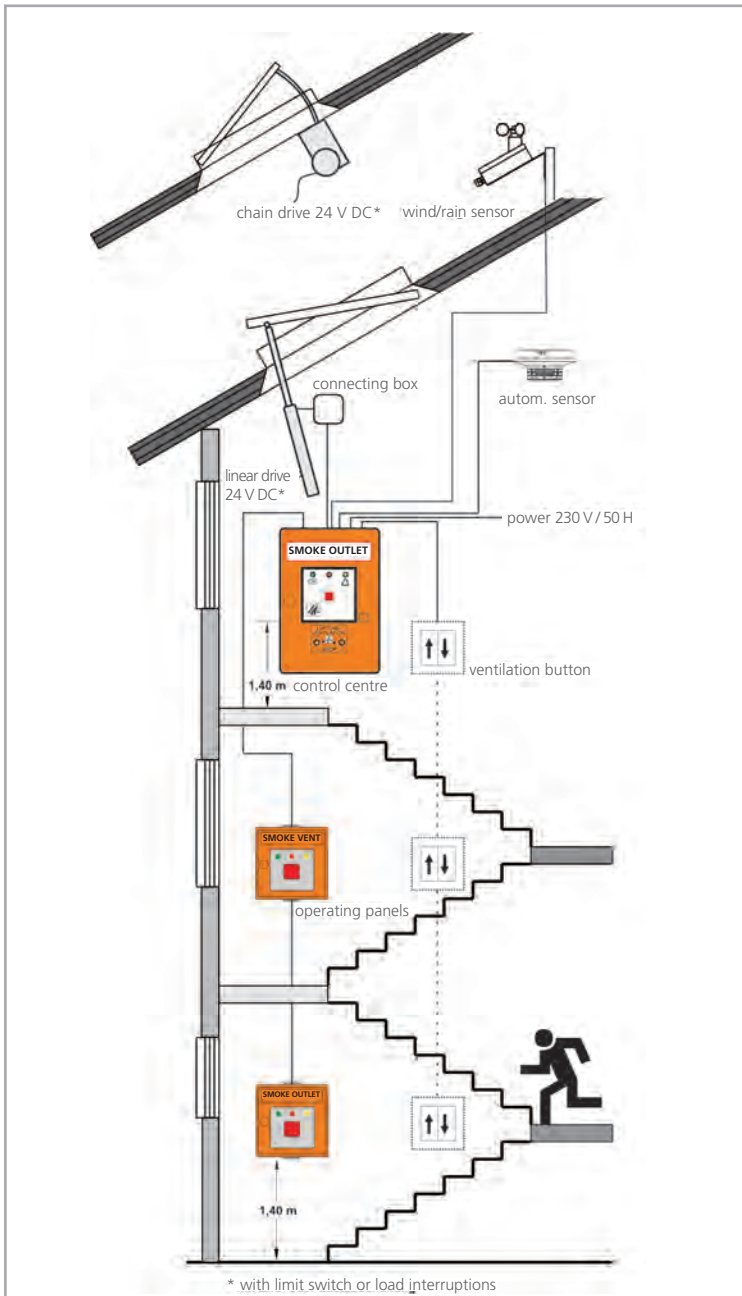 chain drive 24 V DC*
wind/rain sensor
connecting box
autom. sensor
linear drive
24 V DC*
power 230 V / 50 H
SMOKE OUTLET
ventilation button
1,40 m
control centre
SMOKE VENT
operating panels
SMOKE OUTLET
1,40 m
* with limit switch or load interruptions